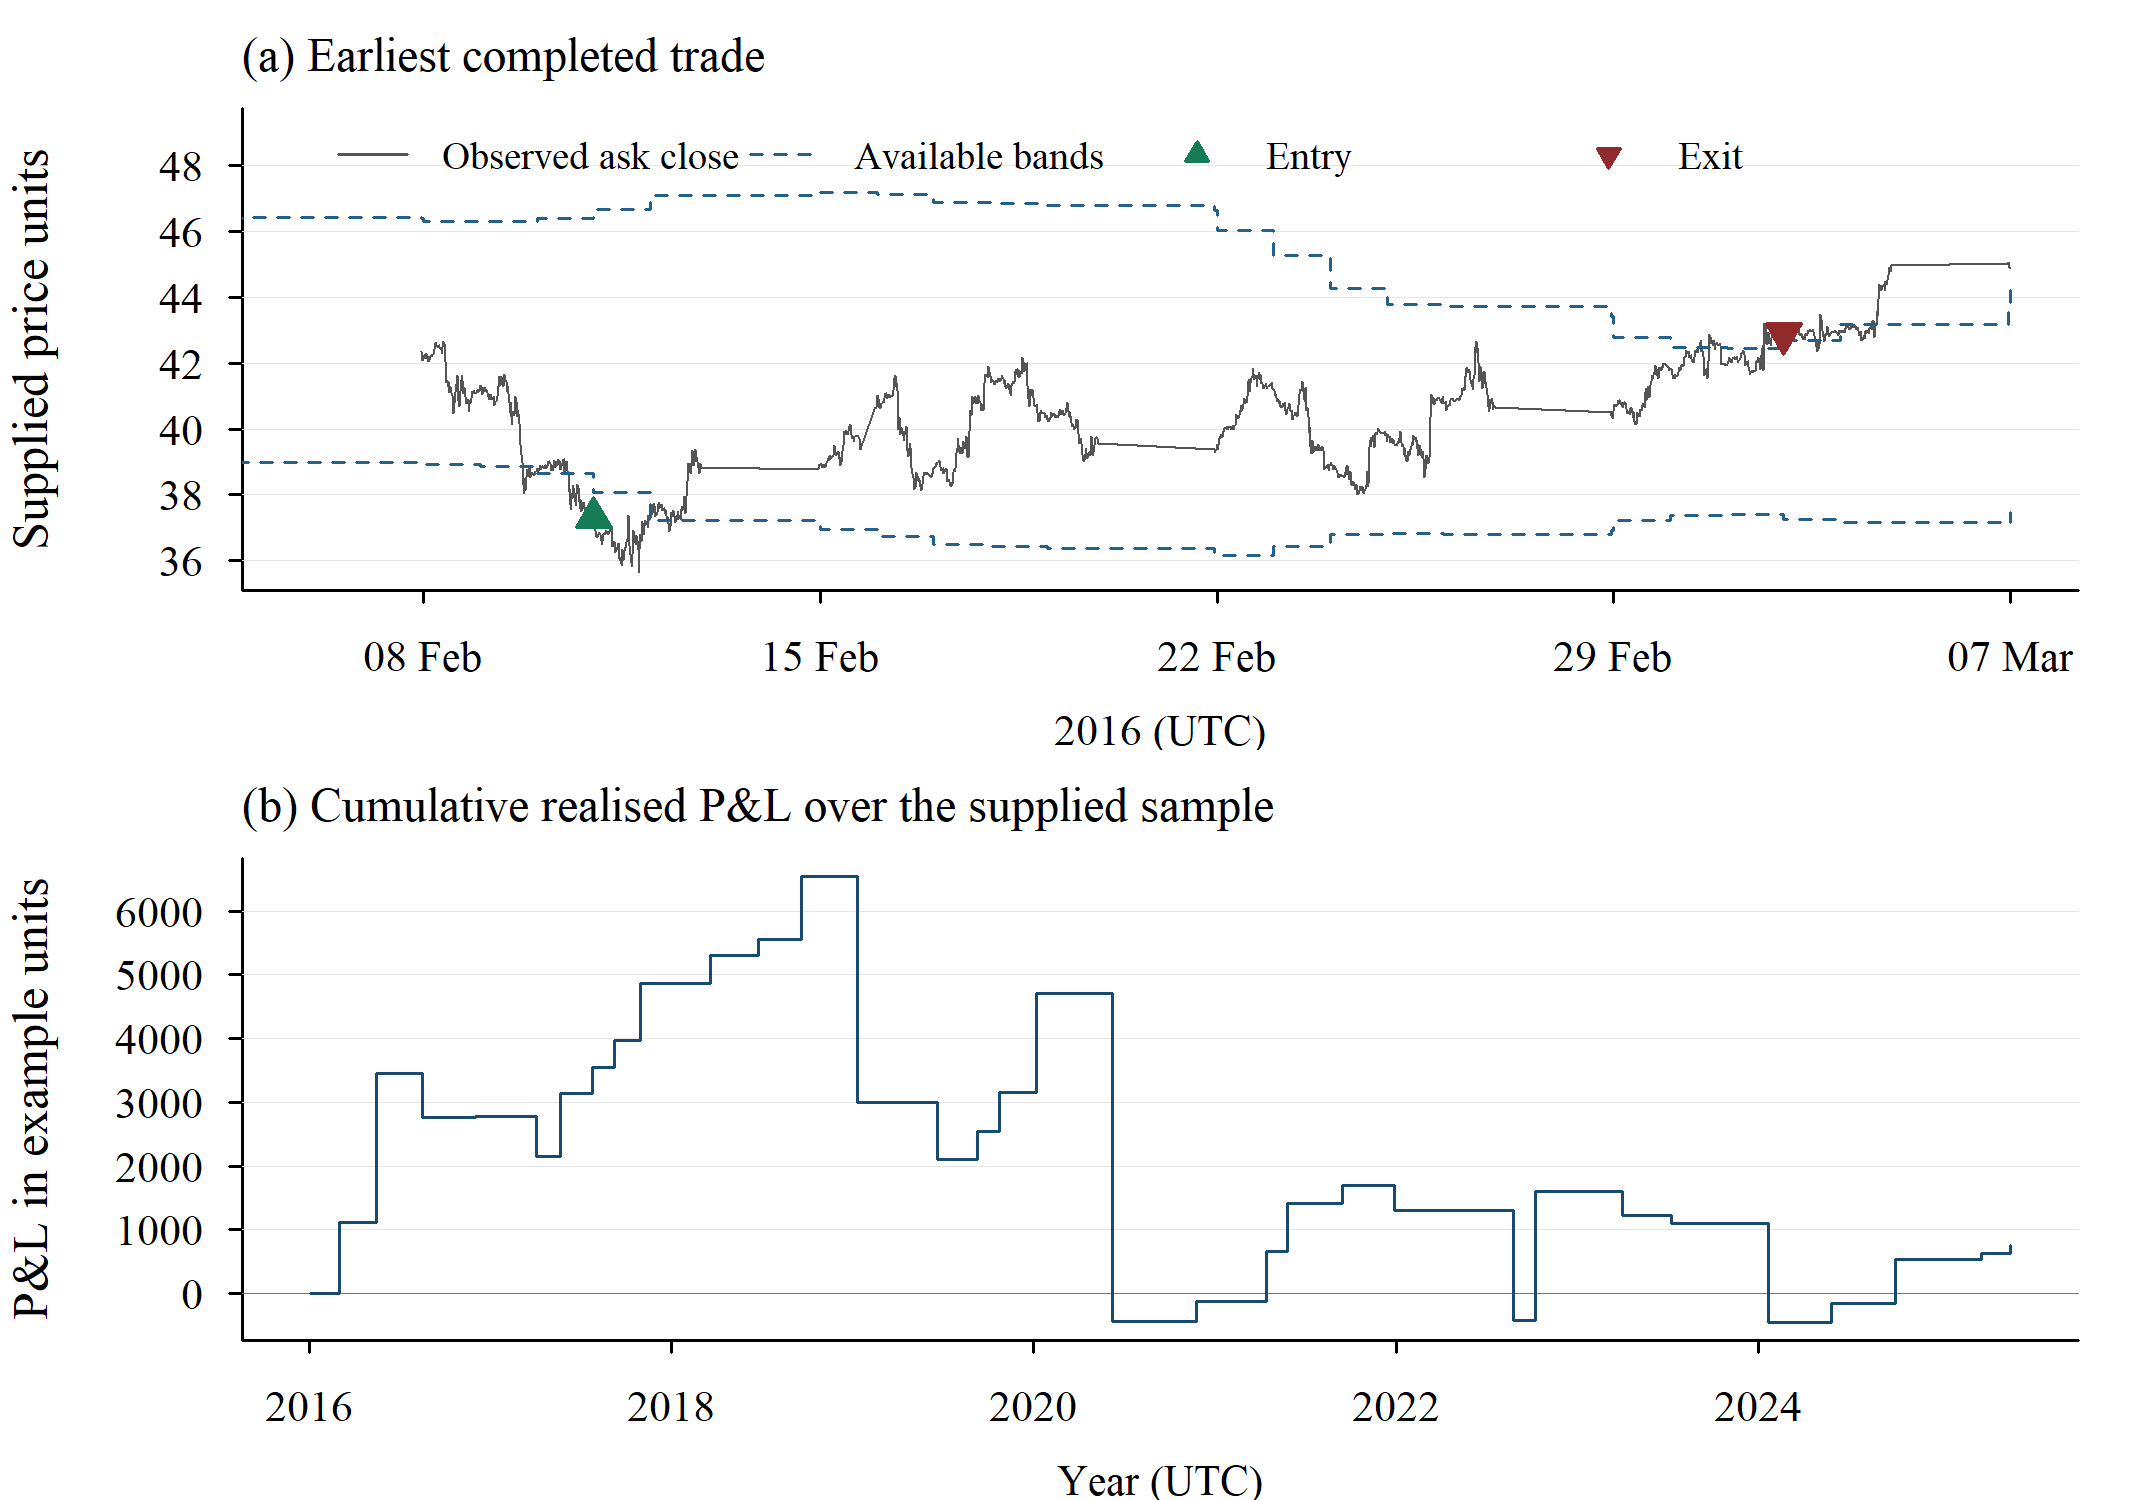 (a) Earliest completed trade
Observed ask close Available bands Entry Exit
Supplied price units
48
46
44
42
40
38
36
08 Feb 15 Feb 22 Feb 29 Feb 07 Mar
2016 (UTC)
(b) Cumulative realised P&L over the supplied sample
P&L in example units
6000
5000
4000
3000
2000
1000
0
2016 2018 2020 2022 2024
Year (UTC)